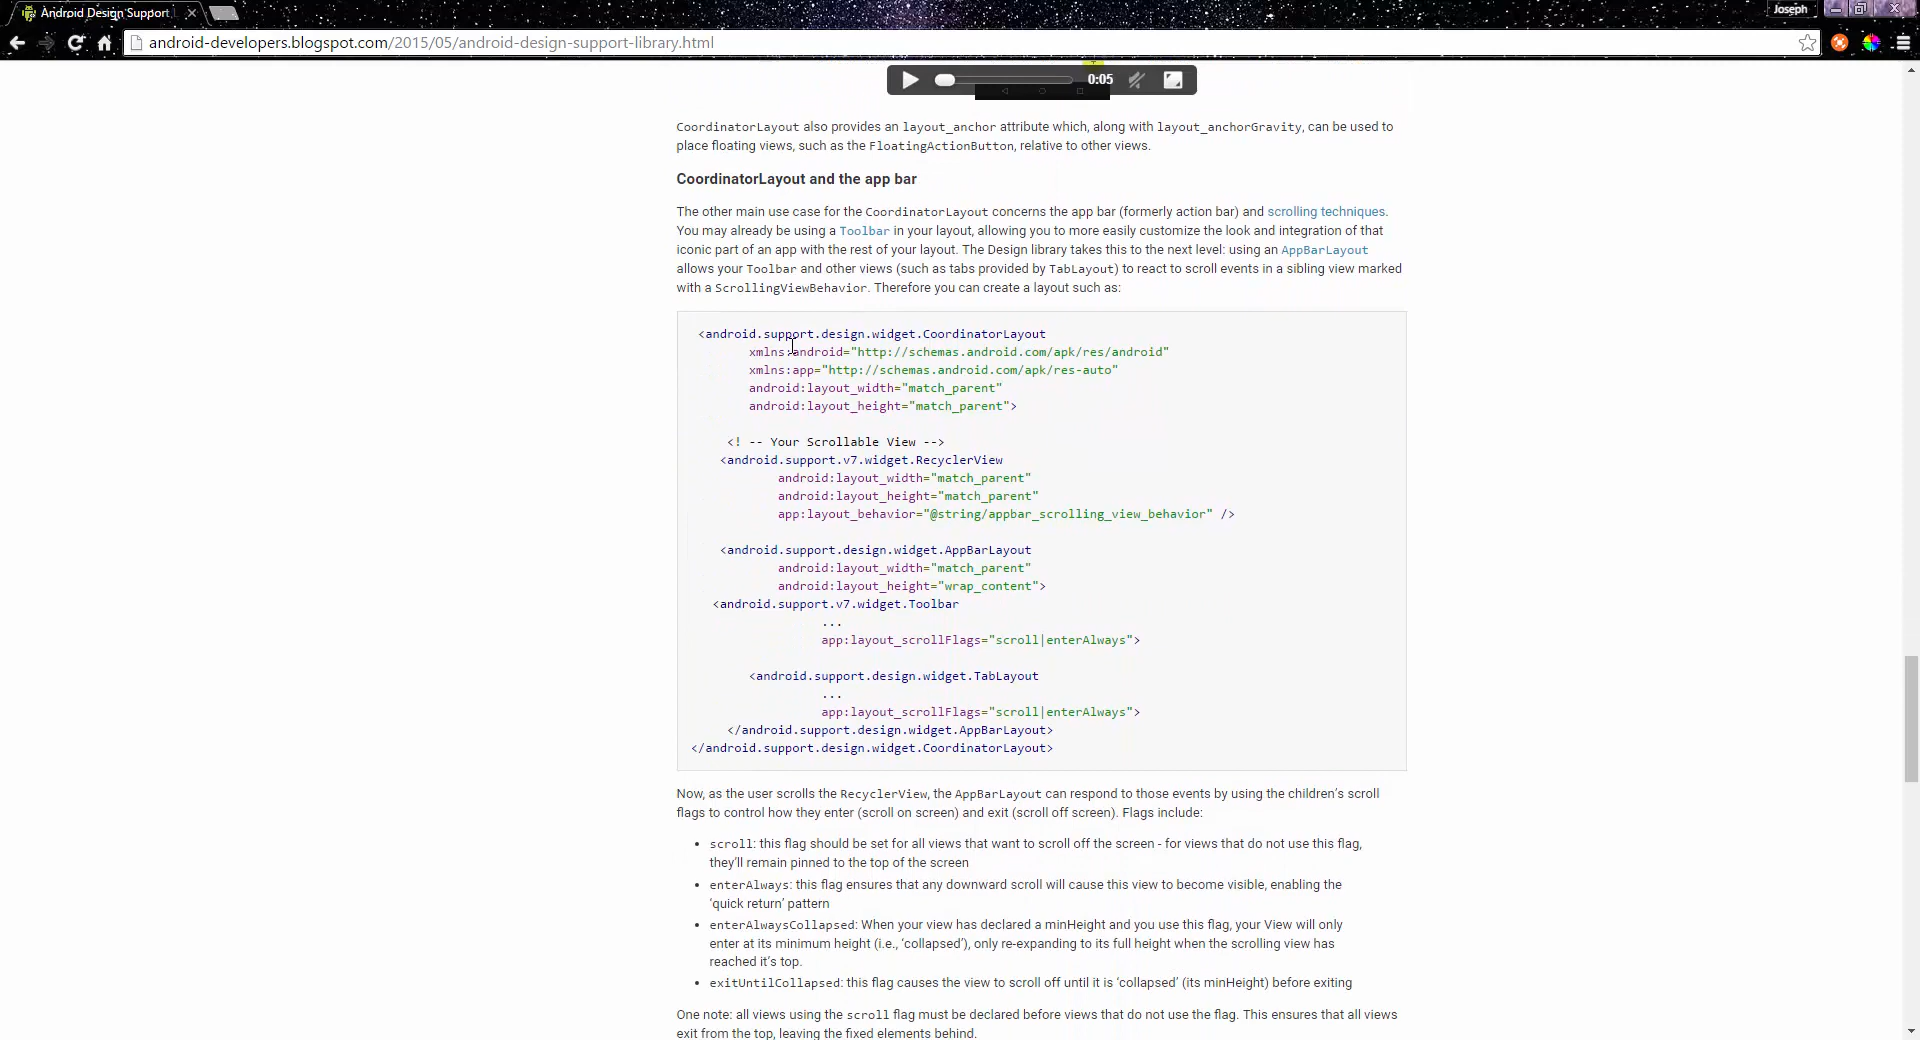 Android Design Support
Joseph
android-developers.blogspot.com/2015/05/android-design-support-library.html
0:05
CoordinatorLayout also provides an layout_anchor attribute which, along with layout_anchorGravity, can be used to
place floating views, such as the FloatingActionButton, relative to other views.
CoordinatorLayout and the app bar
The other main use case for the CoordinatorLayout concerns the app bar (formerly action bar) and scrolling techniques.
You may already be using a Toolbar in your layout, allowing you to more easily customize the look and integration of that
iconic part of an app with the rest of your layout. The Design library takes this to the next level: using an AppBarLayout
allows your Toolbar and other views (such as tabs provided by TabLayout) to react to scroll events in a sibling view marked
with a ScrollingViewBehavior. Therefore you can create a layout such as:
<android.support.design.widget.CoordinatorLayout
xmlns:android="http://schemas.android.com/apk/res/android"
xmlns:app="http://schemas.android.com/apk/res-auto"
android:layout_width="match_parent"
android:layout_height="match_parent">
<! -- Your Scrollable View -->
<android.support.v7.widget.RecyclerView
android:layout_width="match_parent"
android:layout_height="match_parent"
app:layout_behavior="@string/appbar_scrolling_view_behavior" />
<android.support.design.widget.AppBarLayout
android:layout_width="match_parent"
android:layout_height="wrap_content">
<android.support.v7.widget.Toolbar
...
app:layout_scrollFlags="scroll|enterAlways">
<android.support.design.widget.TabLayout
...
app:layout_scrollFlags="scroll|enterAlways">
</android.support.design.widget.AppBarLayout>
</android.support.design.widget.CoordinatorLayout>
Now, as the user scrolls the RecyclerView, the AppBarLayout can respond to those events by using the children's scroll
flags to control how they enter (scroll on screen) and exit (scroll off screen). Flags include:
• scroll: this flag should be set for all views that want to scroll off the screen - for views that do not use this flag,
they'll remain pinned to the top of the screen
• enterAlways: this flag ensures that any downward scroll will cause this view to become visible, enabling the
'quick return' pattern
• enterAlwaysCollapsed: When your view has declared a minHeight and you use this flag, your View will only
enter at its minimum height (i.e., 'collapsed'), only re-expanding to its full height when the scrolling view has
reached it's top.
• exitUntilCollapsed: this flag causes the view to scroll off until it is 'collapsed' (its minHeight) before exiting
One note: all views using the scroll flag must be declared before views that do not use the flag. This ensures that all views
exit from the top, leaving the fixed elements behind.